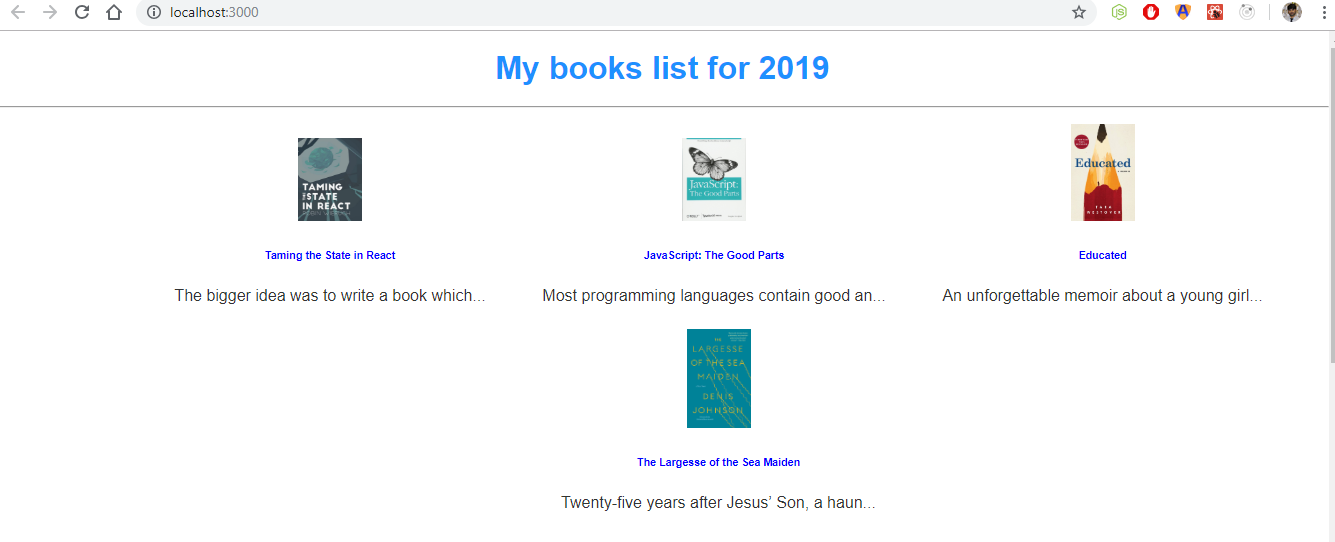 localhost:3000
My books list for 2019
TAMING
THE STATE
IN REACT
JavaScript:
The Good Parts
Educated
TARA
WESTOVER
Taming the State in React
JavaScript: The Good Parts
Educated
The bigger idea was to write a book which...
Most programming languages contain good an...
An unforgettable memoir about a young girl...
THE
LARGESSE
OF THE SEA
MAIDEN
DENIS
JOHNSON
The Largesse of the Sea Maiden
Twenty-five years after Jesus’ Son, a haun...